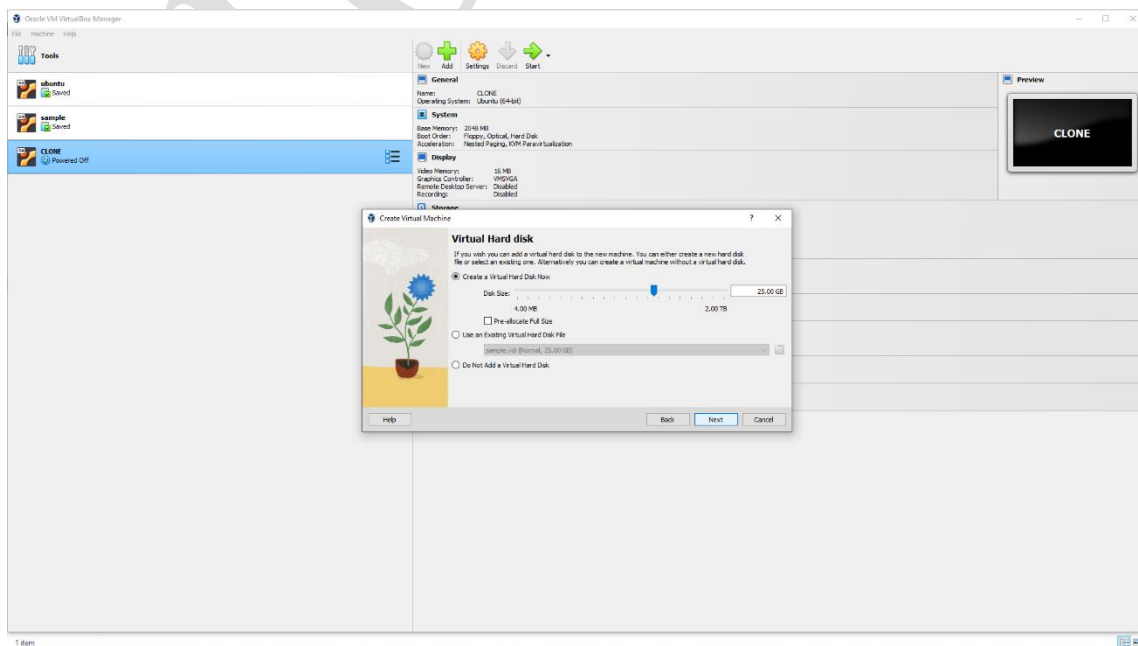 Oracle VM VirtualBox Manager
File Machine Help
Tools
ubuntu
Saved
sample
Saved
CLONE
Powered Off
New Add Settings Discard Start
General
Name: CLONE
Operating System: Ubuntu (64-bit)
System
Base Memory: 2048 MB
Boot Order: Floppy, Optical, Hard Disk
Acceleration: Nested Paging, KVM Paravirtualization
Display
Video Memory: 16 MB
Graphics Controller: VMSVGA
Remote Desktop Server: Disabled
Recording: Disabled
Storage
Preview
CLONE
Create Virtual Machine
Virtual Hard disk
If you wish you can add a virtual hard disk to the new machine. You can either create a new hard disk
file or select an existing one. Alternatively you can create a virtual machine without a virtual hard disk.
Create a Virtual Hard Disk Now
Disk Size: 25.00 GB
4.00 MB 2.00 TB
Pre-allocate Full Size
Use an Existing Virtual Hard Disk File
sample.vdi (Normal, 25.00 GB)
Do Not Add a Virtual Hard Disk
Help Back Next Cancel
1 item